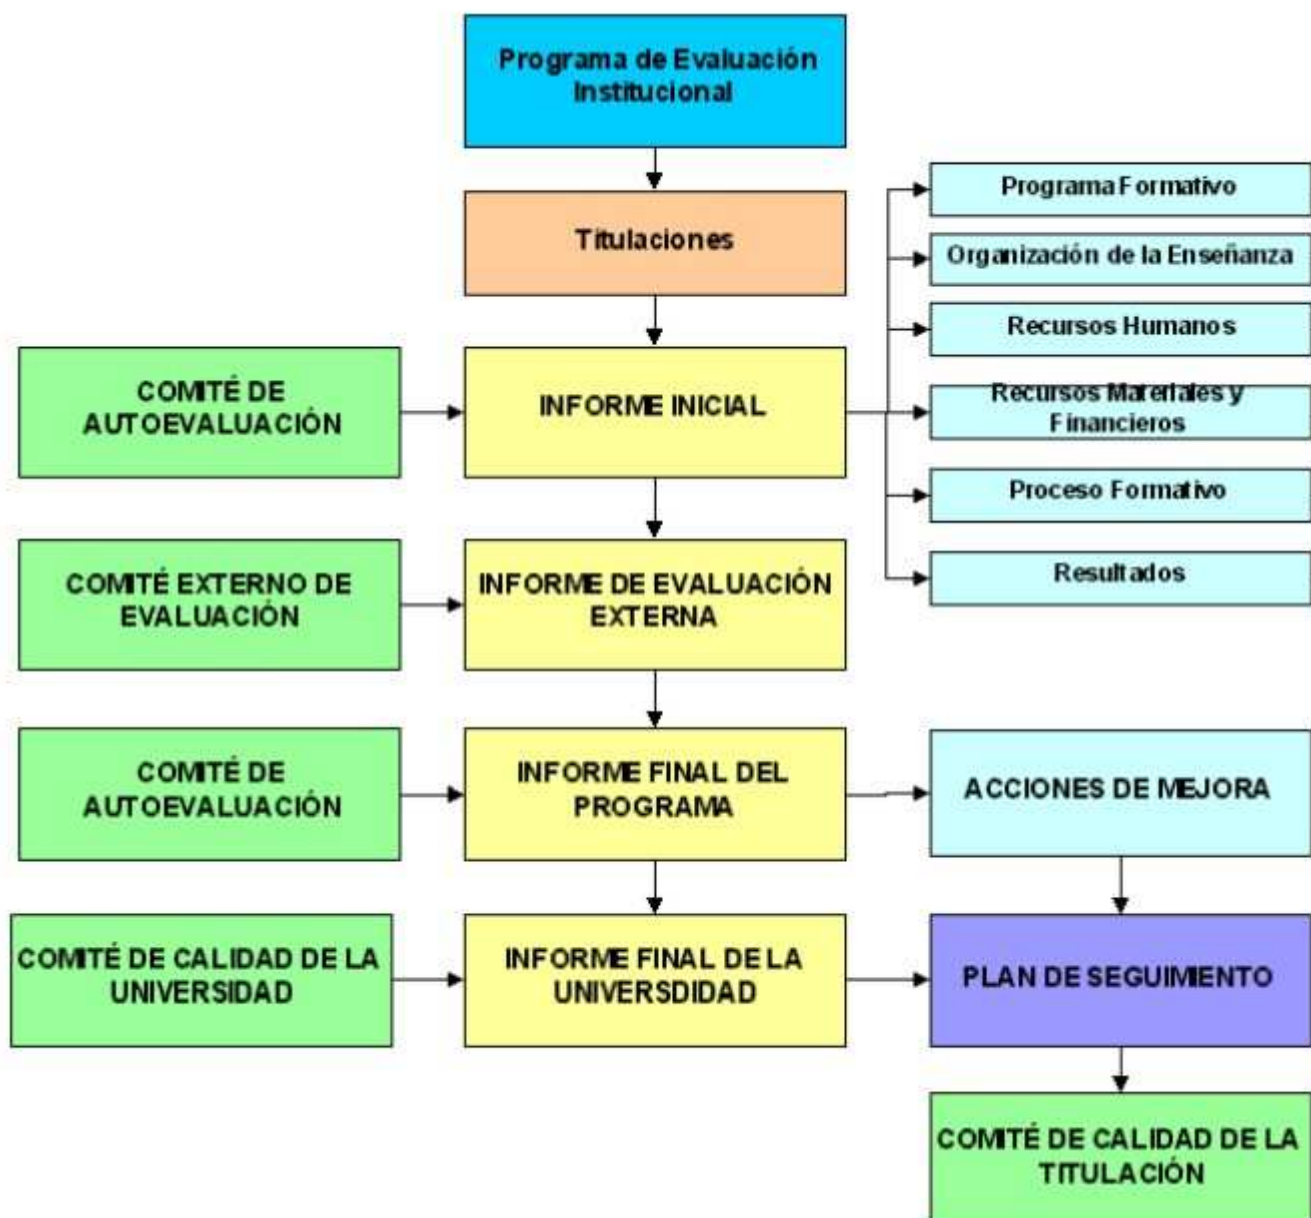 Programa de Evaluación
Institucional
Titulaciones
Programa Formativo
Organización de la Enseñanza
Recursos Humanos
Recursos Materiales y
Financieros
Proceso Formativo
Resultados
COMITÉ DE
AUTOEVALUACIÓN
INFORME INICIAL
COMITÉ EXTERNO DE
EVALUACIÓN
INFORME DE EVALUACIÓN
EXTERNA
COMITÉ DE
AUTOEVALUACIÓN
INFORME FINAL DEL
PROGRAMA
ACCIONES DE MEJORA
COMITÉ DE CALIDAD DE LA
UNIVERSIDAD
INFORME FINAL DE LA
UNIVERSDIDAD
PLAN DE SEGUIMIENTO
COMITÉ DE CALIDAD DE LA
TITULACIÓN